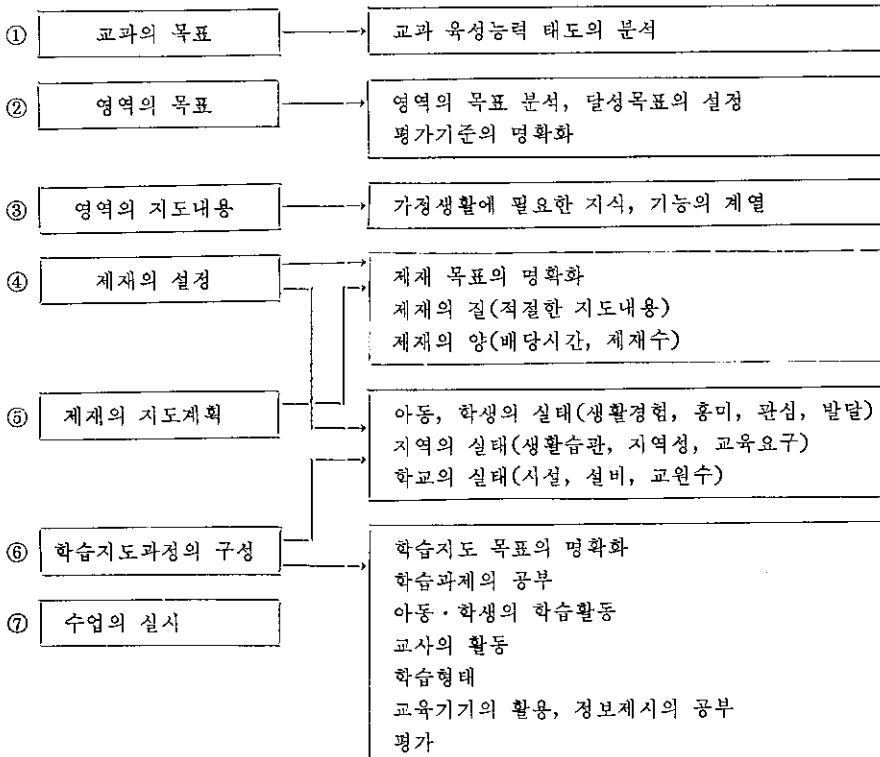 ① 교과의 목표
교과 육성능력 태도의 분석
② 영역의 목표
영역의 목표 분석, 달성목표의 설정
평가기준의 명확화
③ 영역의 지도내용
가정생활에 필요한 지식, 기능의 계열
④ 제재의 설정
제재 목표의 명확화
제재의 질(적절한 지도내용)
제재의 양(배당시간, 제재수)
⑤ 제재의 지도계획
아동, 학생의 실태(생활경험, 흥미, 관심, 발달)
지역의 실태(생활습관, 지역성, 교육요구)
학교의 실태(시설, 설비, 교원수)
⑥ 학습지도과정의 구성
학습지도 목표의 명확화
학습과제의 공부
⑦ 수업의 실시
아동·학생의 학습활동
교사의 활동
학습형태
교육기기의 활용, 정보제시의 공부
평가